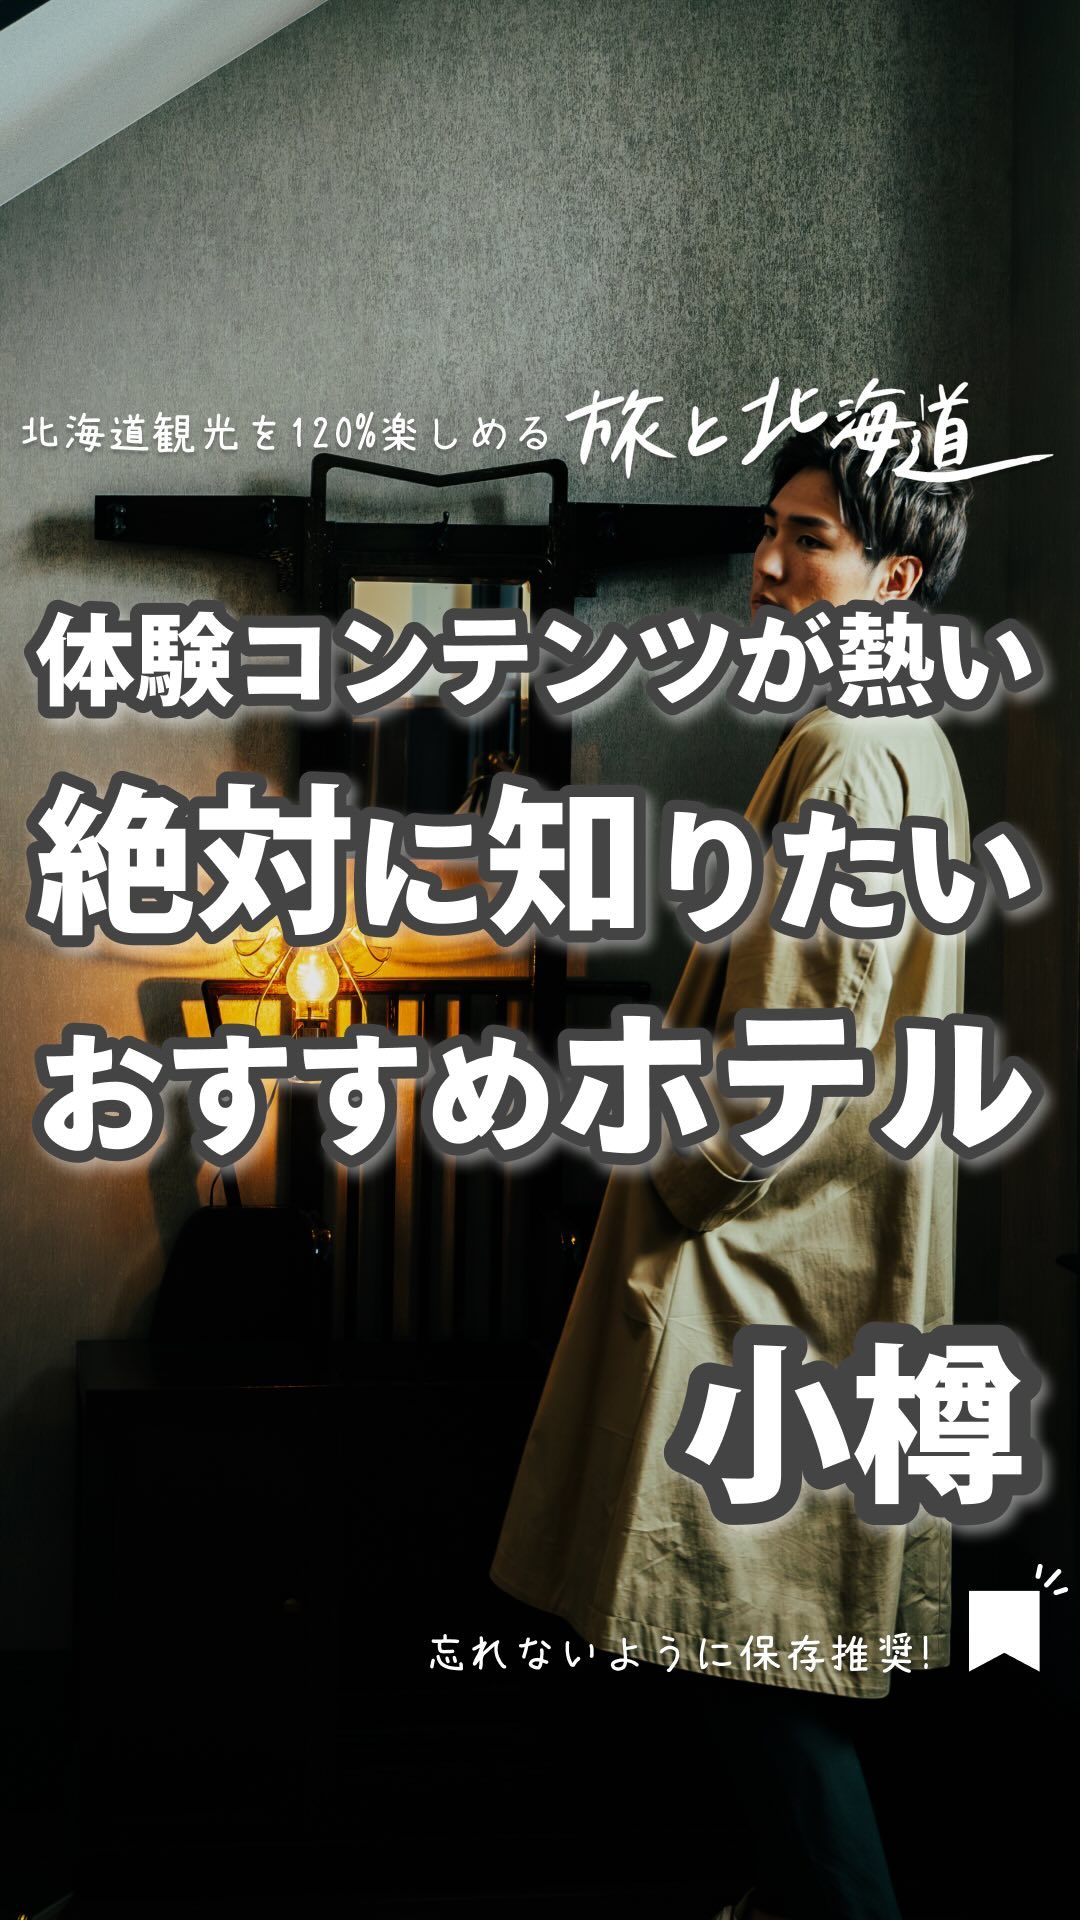 北海道観光を120%楽しめる 旅と北海道
体験コンテンツが熱い
絶対に知りたい
おすすめホテル
小樽
忘れないように保存推奨!